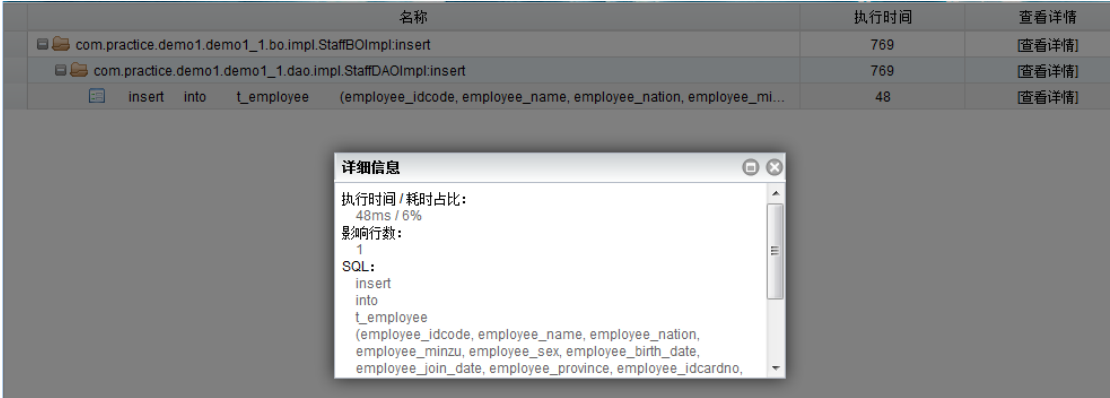 名称 执行时间 查看详情
com.practice.demo1.demo1_1.bo.impl.StaffBOImpl:insert 769 [查看详情]
com.practice.demo1.demo1_1.dao.impl.StaffDAOImpl:insert 769 [查看详情]
insert into t_employee (employee_idcode, employee_name, employee_nation, employee_mi... 48 [查看详情]
详细信息
执行时间 / 耗时占比：
48ms / 6%
影响行数：
1
SQL：
insert
into
t_employee
(employee_idcode, employee_name, employee_nation,
employee_minzu, employee_sex, employee_birth_date,
employee_join_date, employee_province, employee_idcardno,